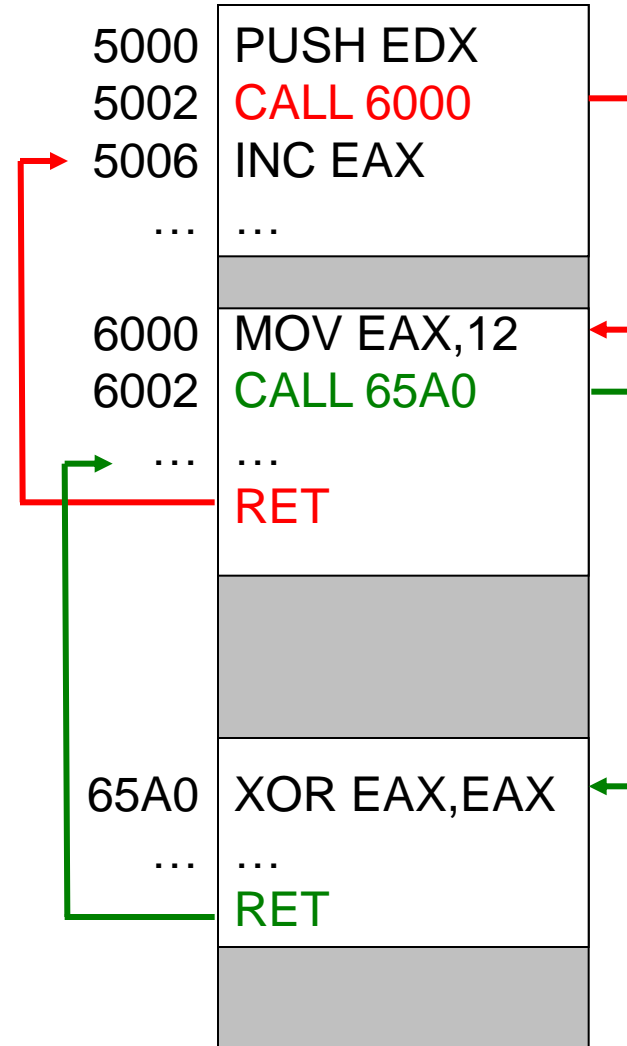 5000 PUSH EDX
5002 CALL 6000
5006 INC EAX
... ...
6000 MOV EAX,12
6002 CALL 65A0
... ...
RET
65A0 XOR EAX,EAX
... ...
RET